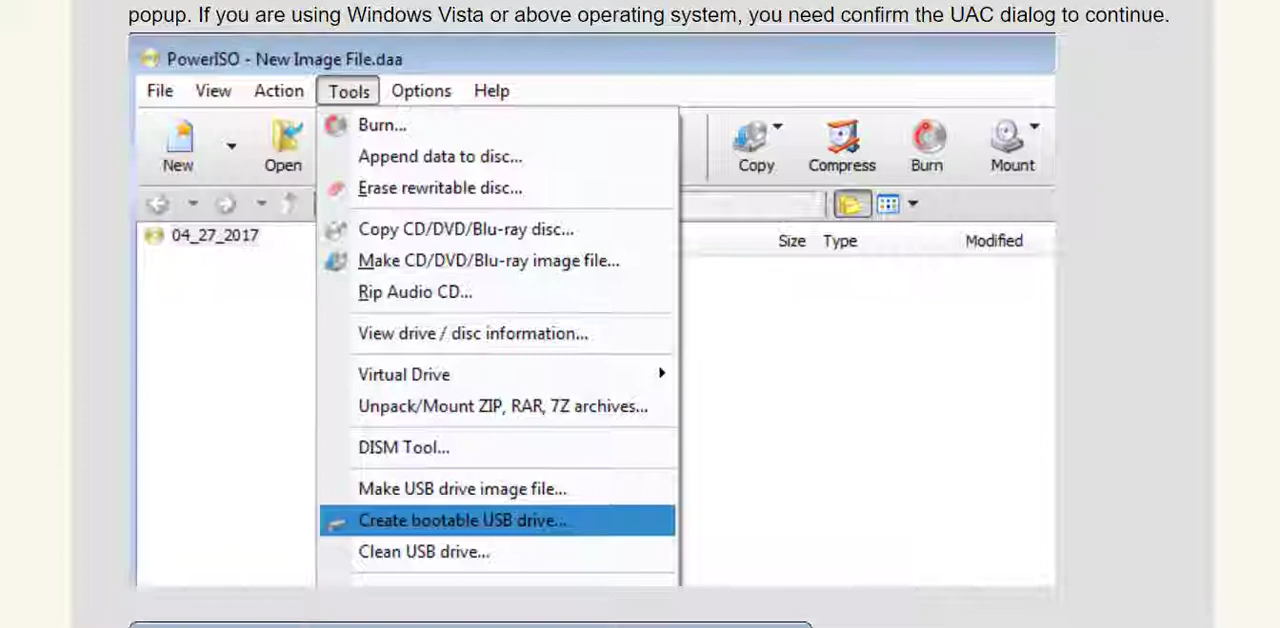 popup. If you are using Windows Vista or above operating system, you need confirm the UAC dialog to continue.
PowerISO - New Image File.daa
File View Action Tools Options Help
New Open Copy Compress Burn Mount
Burn...
Append data to disc...
Erase rewritable disc...
Copy CD/DVD/Blu-ray disc...
Make CD/DVD/Blu-ray image file...
Rip Audio CD...
View drive / disc information...
Virtual Drive
Unpack/Mount ZIP, RAR, 7Z archives...
DISM Tool...
Make USB drive image file...
Create bootable USB drive...
Clean USB drive...
04_27_2017
Size Type Modified